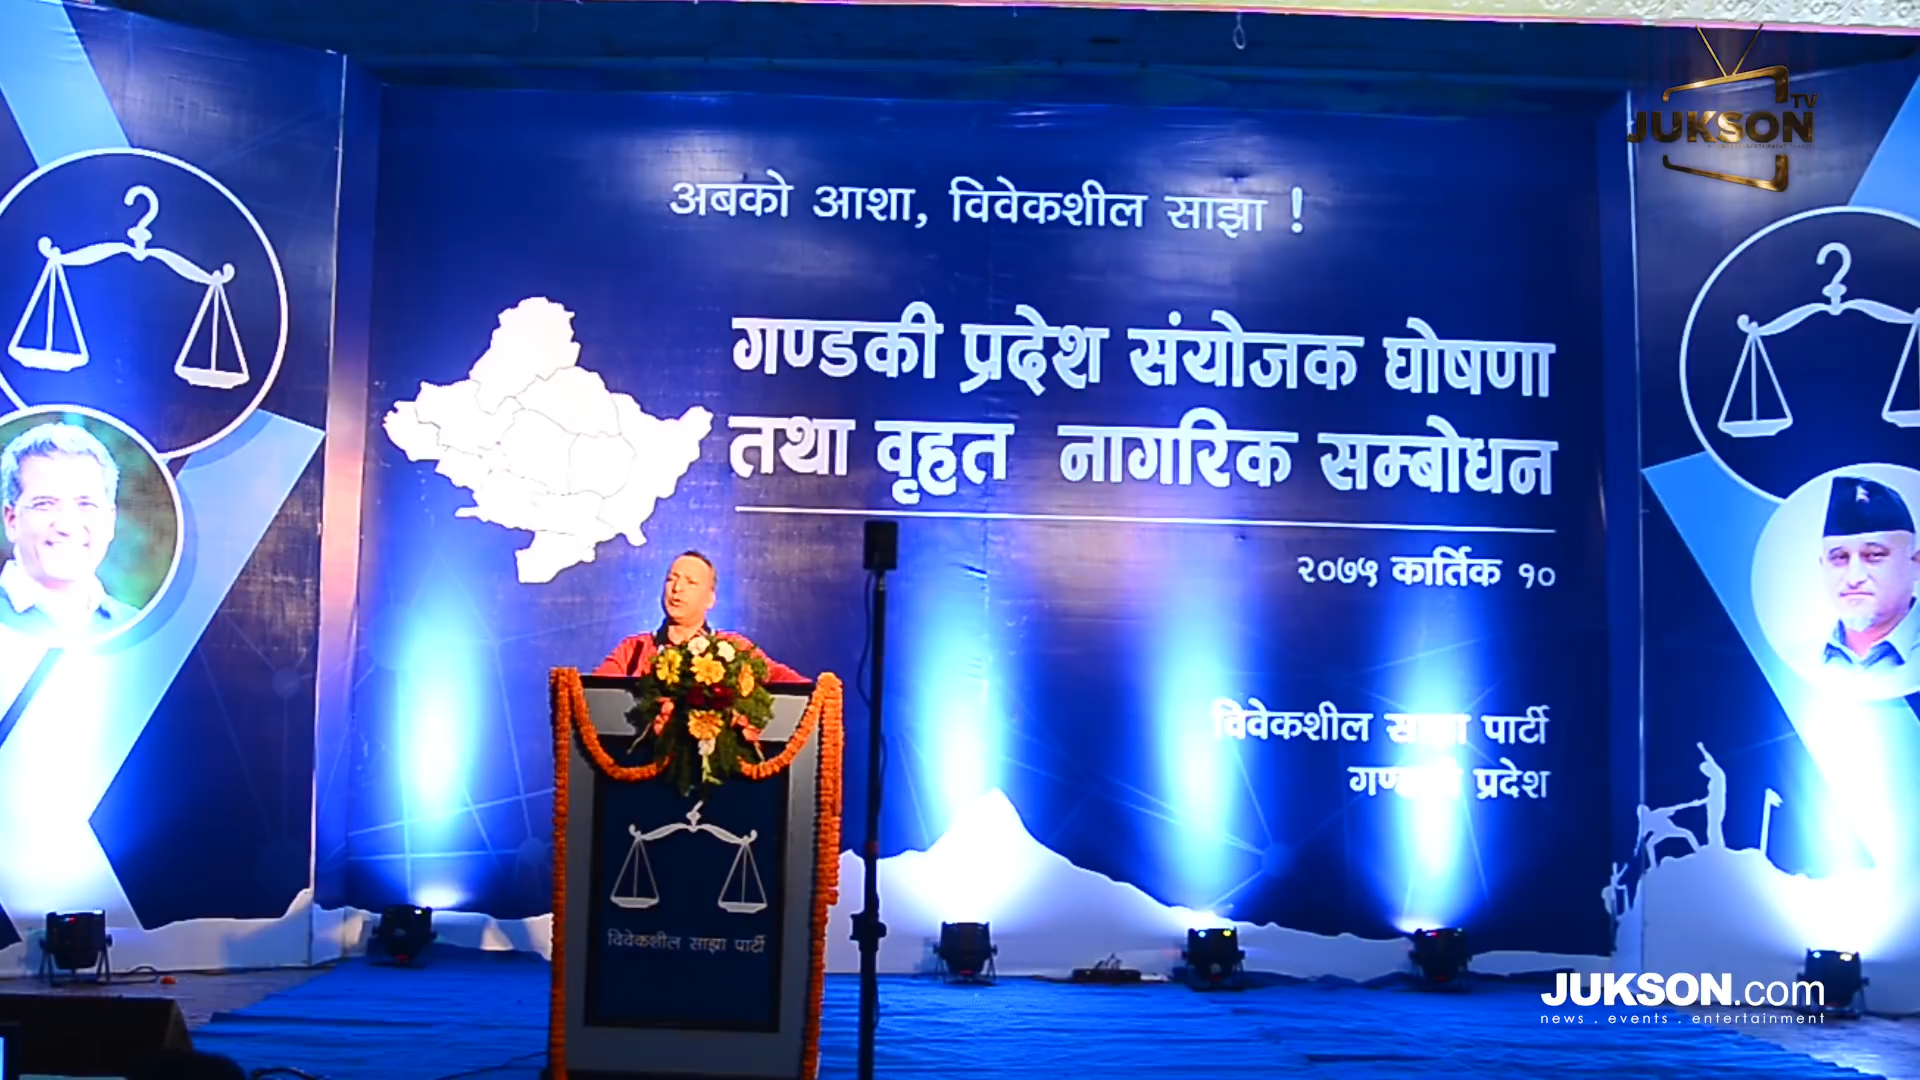 TV
JUKSON
अबको आशा, विवेकशील साझा !
गण्डकी प्रदेश संयोजक घोषणा
तथा वृहत नागरिक सम्बोधन
२०७५ कार्तिक १०
विवेकशील साझा पार्टी
प्रदेश
विवेकशील साझा पार्टी
JUKSON.com
news . events . entertainment